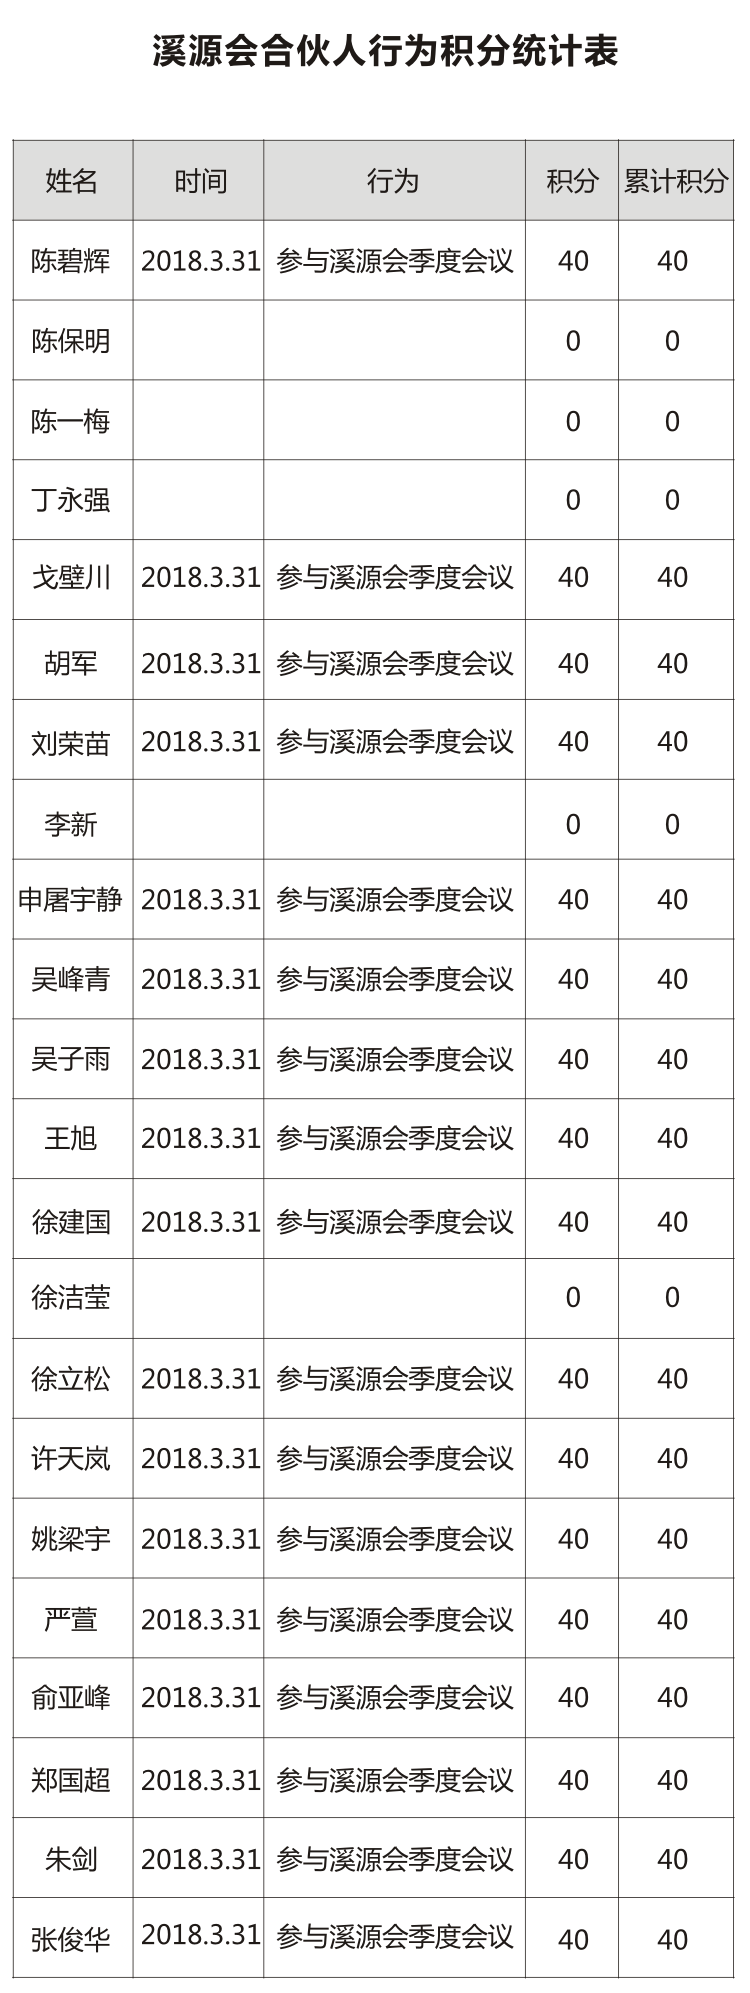 溪源会合伙人行为积分统计表
姓名 时间 行为 积分 累计积分
陈碧辉 2018.3.31 参与溪源会季度会议 40 40
陈保明 0 0
陈一梅 0 0
丁永强 0 0
戈壁川 2018.3.31 参与溪源会季度会议 40 40
胡军 2018.3.31 参与溪源会季度会议 40 40
刘荣苗 2018.3.31 参与溪源会季度会议 40 40
李新 0 0
申屠宇静 2018.3.31 参与溪源会季度会议 40 40
吴峰青 2018.3.31 参与溪源会季度会议 40 40
吴子雨 2018.3.31 参与溪源会季度会议 40 40
王旭 2018.3.31 参与溪源会季度会议 40 40
徐建国 2018.3.31 参与溪源会季度会议 40 40
徐洁莹 0 0
徐立松 2018.3.31 参与溪源会季度会议 40 40
许天岚 2018.3.31 参与溪源会季度会议 40 40
姚梁宇 2018.3.31 参与溪源会季度会议 40 40
严萱 2018.3.31 参与溪源会季度会议 40 40
俞亚峰 2018.3.31 参与溪源会季度会议 40 40
郑国超 2018.3.31 参与溪源会季度会议 40 40
朱剑 2018.3.31 参与溪源会季度会议 40 40
张俊华 2018.3.31 参与溪源会季度会议 40 40